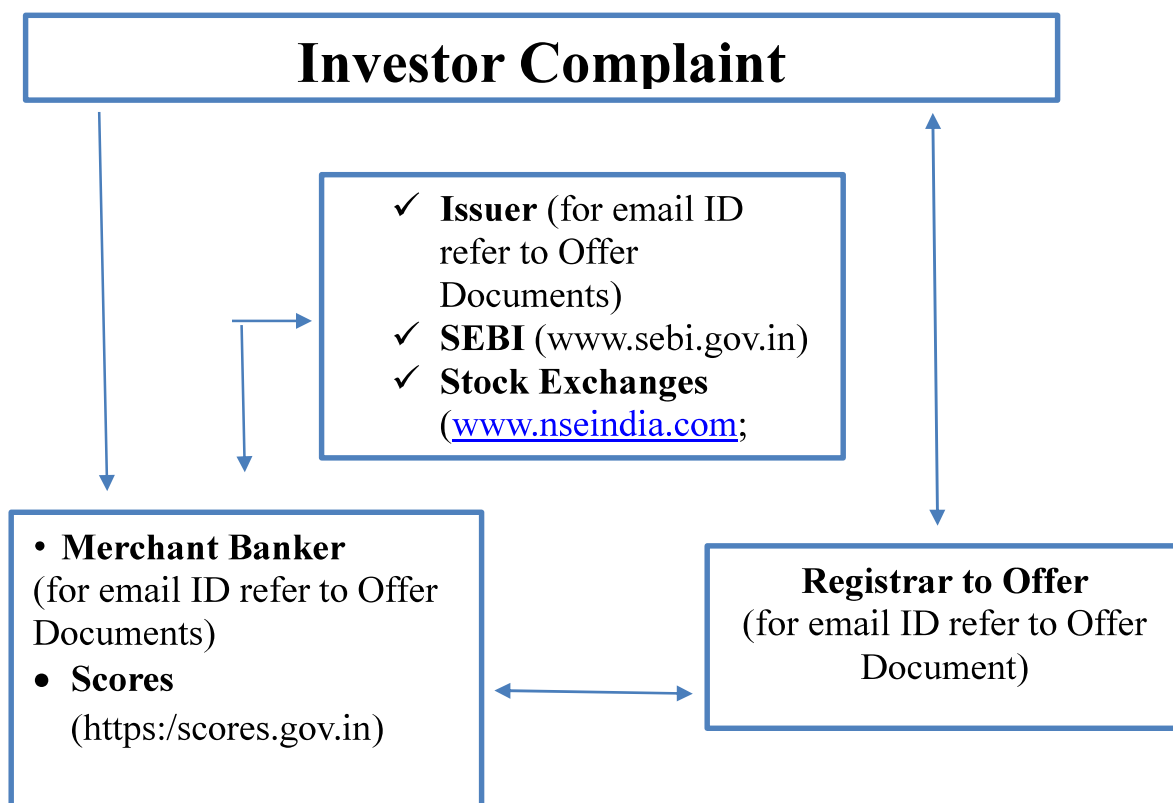 Investor Complaint
✓ Issuer (for email ID
refer to Offer
Documents)
✓ SEBI (www.sebi.gov.in)
✓ Stock Exchanges
(www.nseindia.com;
• Merchant Banker
(for email ID refer to Offer
Documents)
• Scores
(https:/scores.gov.in)
Registrar to Offer
(for email ID refer to Offer
Document)